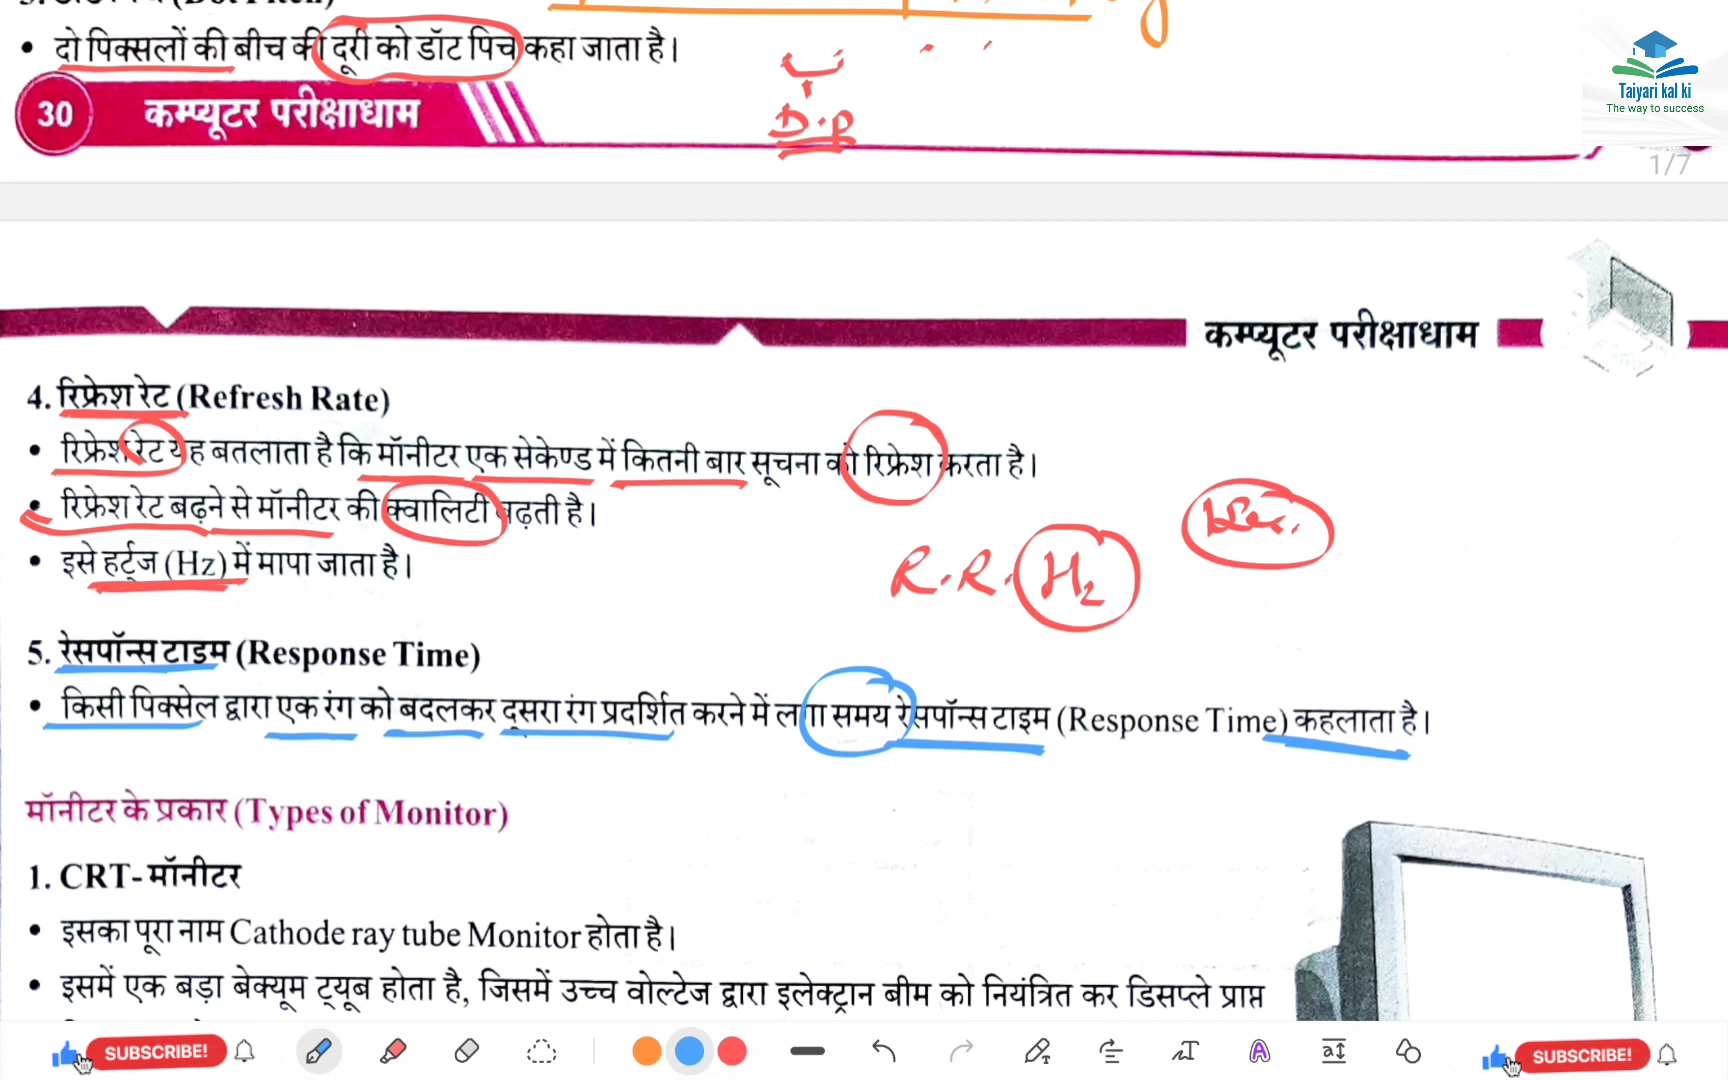 • दो पिक्सलों की बीच की दूरी को डॉट पिच कहा जाता है।
D.P
Taiyari kal ki
The way to success
30 कम्प्यूटर परीक्षाधाम
1/7
कम्प्यूटर परीक्षाधाम
4. रिफ्रेश रेट (Refresh Rate)
• रिफ्रेश रेट यह बतलाता है कि मॉनीटर एक सेकेण्ड में कितनी बार सूचना को रिफ्रेश करता है।
• रिफ्रेश रेट बढ़ने से मॉनीटर की क्वालिटी बढ़ती है।
• इसे हर्ट्ज (Hz) में मापा जाता है।
R.R. Hz
5. रेसपॉन्स टाइम (Response Time)
• किसी पिक्सेल द्वारा एक रंग को बदलकर दूसरा रंग प्रदर्शित करने में लगा समय रेसपॉन्स टाइम (Response Time) कहलाता है।
मॉनीटर के प्रकार (Types of Monitor)
1. CRT-मॉनीटर
• इसका पूरा नाम Cathode ray tube Monitor होता है।
• इसमें एक बड़ा बेक्यूम ट्यूब होता है, जिसमें उच्च वोल्टेज द्वारा इलेक्ट्रान बीम को नियंत्रित कर डिसप्ले प्राप्त
SUBSCRIBE!
SUBSCRIBE!